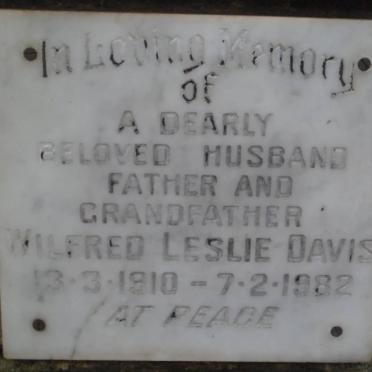 In Loving Memory
OF
A DEARLY
BELOVED HUSBAND
FATHER AND
GRANDFATHER
WILFRED LESLIE DAVIS
13·3·1910 – 7·2·1982
AT PEACE